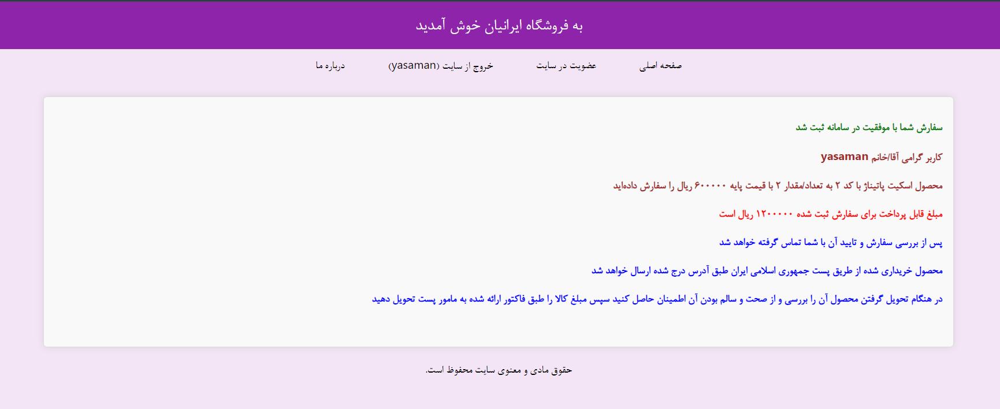 به فروشگاه ایرانیان خوش آمدید
صفحه اصلی عضویت در سایت خروج از سایت (yasaman) درباره ما
سفارش شما با موفقیت در سامانه ثبت شد
کاربر گرامی آقا/خانم yasaman
محصول اسکیت پاتیناژ با کد ۲ به تعداد/مقدار ۲ با قیمت پایه ۶۰۰۰۰۰ ریال را سفارش داده‌اید
مبلغ قابل پرداخت برای سفارش ثبت شده ۱۲۰۰۰۰۰ ریال است
پس از بررسی سفارش و تایید آن با شما تماس گرفته خواهد شد
محصول خریداری شده از طریق پست جمهوری اسلامی ایران طبق آدرس درج شده ارسال خواهد شد
در هنگام تحویل گرفتن محصول آن را بررسی و از صحت و سالم بودن آن اطمینان حاصل کنید سپس مبلغ کالا را طبق فاکتور ارائه شده به مامور پست تحویل دهید
حقوق مادی و معنوی سایت محفوظ است.